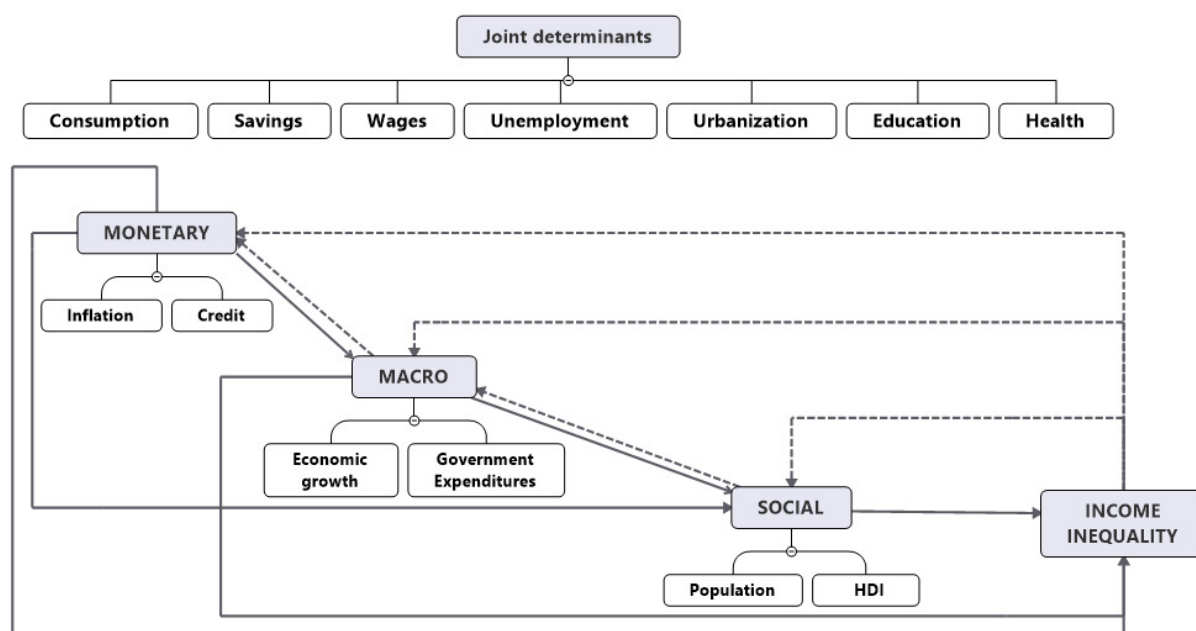 Joint determinants
Consumption
Savings
Wages
Unemployment
Urbanization
Education
Health
MONETARY
Inflation
Credit
MACRO
Economic
growth
Government
Expenditures
SOCIAL
Population
HDI
INCOME
INEQUALITY